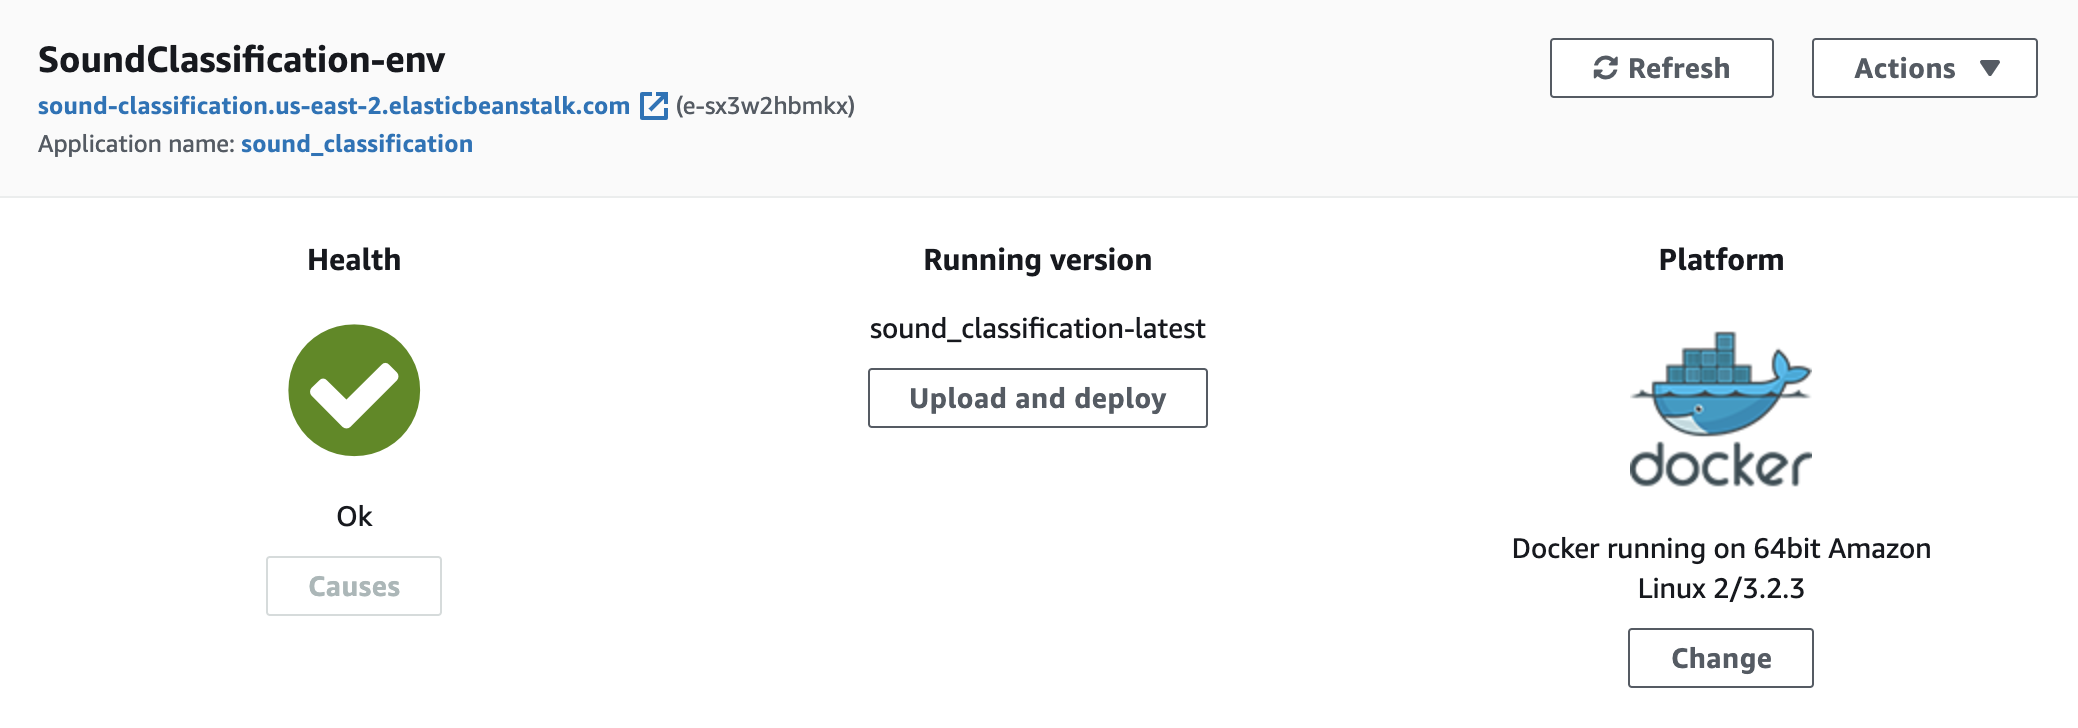 SoundClassification-env
sound-classification.us-east-2.elasticbeanstalk.com (e-sx3w2hbmkx)
Application name: sound_classification
Refresh
Actions
Health
Ok
Causes
Running version
sound_classification-latest
Upload and deploy
Platform
docker
Docker running on 64bit Amazon
Linux 2/3.2.3
Change